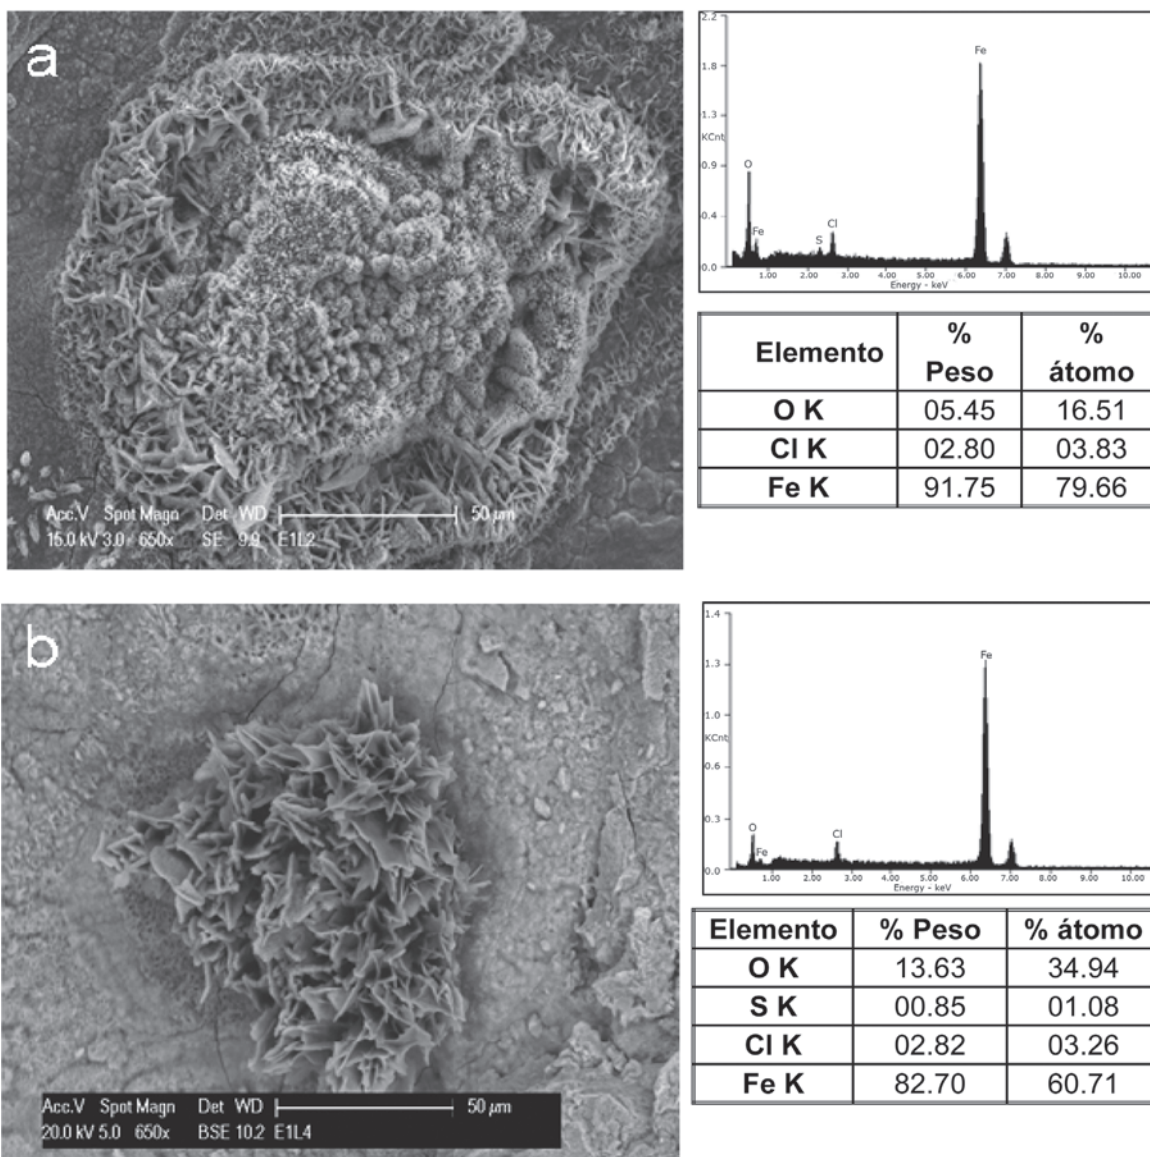 a
Acc.V Spot Magn Det WD 50 µm
15.0 kV 3.0 650x SE 9.9 E1L2
2.2
1.8
1.3
KCnt
0.9
0.4
0.0
O
Fe
S
Cl
Fe
1.00 2.00 3.00 4.00 5.00 6.00 7.00 8.00 9.00 10.00
Energy - keV
Elemento % Peso % átomo
O K 05.45 16.51
Cl K 02.80 03.83
Fe K 91.75 79.66
b
Acc.V Spot Magn Det WD 50 µm
20.0 kV 5.0 650x BSE 10.2 E1L4
1.4
1.3
1.0
KCnt
0.6
0.3
0.0
O
Fe
Cl
Fe
1.00 2.00 3.00 4.00 5.00 6.00 7.00 8.00 9.00 10.00
Energy - keV
Elemento % Peso % átomo
O K 13.63 34.94
S K 00.85 01.08
Cl K 02.82 03.26
Fe K 82.70 60.71